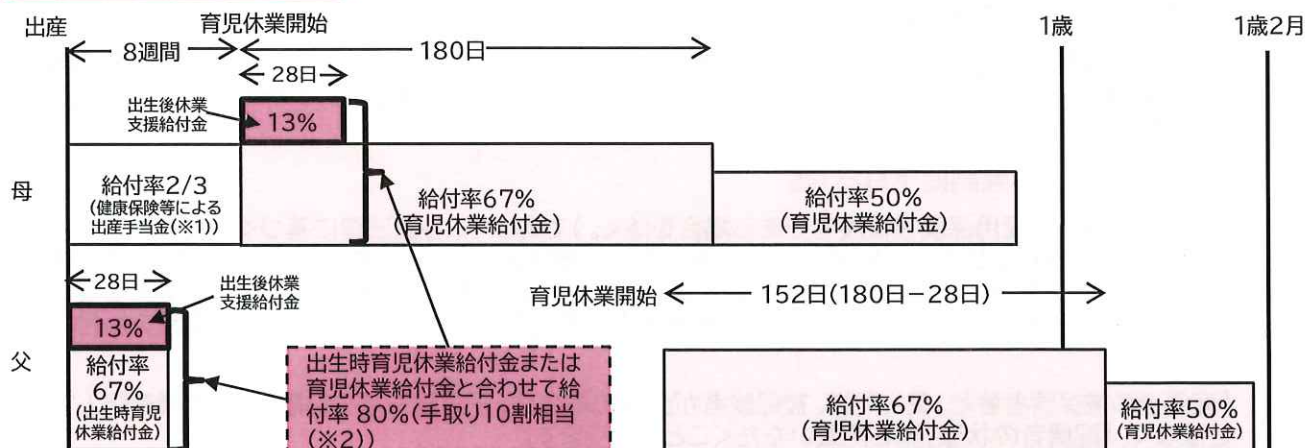 出産
育児休業開始
1歳
1歳2月
8週間
180日
28日
出生後休業
支援給付金
13%
母
給付率2/3
(健康保険等による
出産手当金(※1))
給付率67%
(育児休業給付金)
給付率50%
(育児休業給付金)
28日
出生後休業
支援給付金
育児休業開始
152日(180日－28日)
13%
父
給付率
67%
(出生時育児
休業給付金)
出生時育児休業給付金または
育児休業給付金と合わせて給
付率 80%(手取り10割相当
(※2))
給付率67%
(育児休業給付金)
給付率50%
(育児休業給付金)